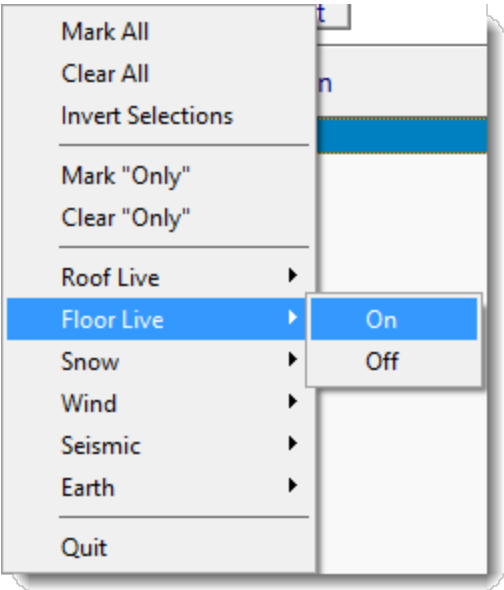 Mark All
Clear All
Invert Selections
Mark "Only"
Clear "Only"
Roof Live
Floor Live
On
Off
Snow
Wind
Seismic
Earth
Quit